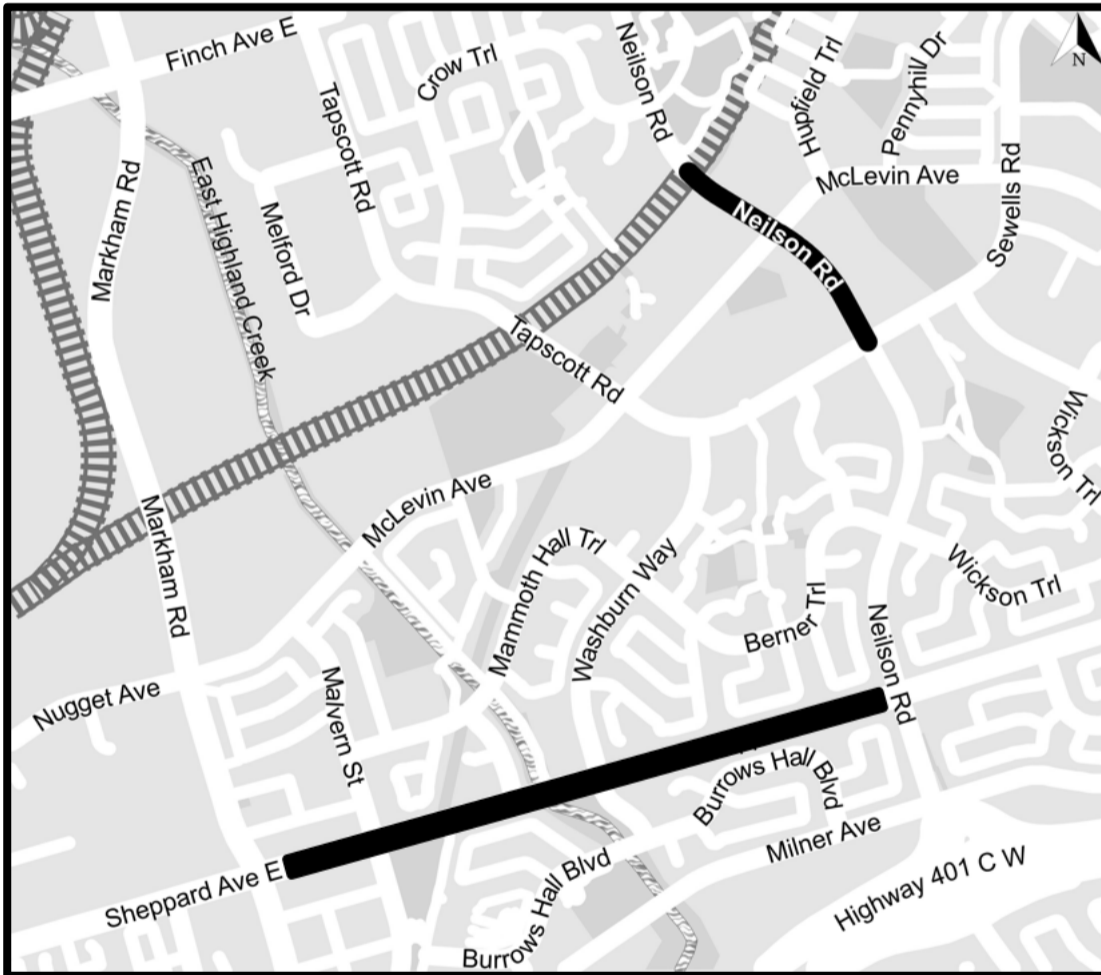 Finch Ave E
Crow Trl
Neilson Rd
Hupfield Trl
Pennyhill Dr
N
Tapscott Rd
Markham Rd
East Highland Creek
Melford Dr
McLevin Ave
Sewells Rd
Neilson Rd
Tapscott Rd
Wickson Trl
McLevin Ave
Markham Rd
Mammoth Hall Trl
Washburn Way
Wickson Trl
Berner Trl
Neilson Rd
Nugget Ave
Malvern St
Burrows Hall Blvd
Milner Ave
Sheppard Ave E
Highway 401 C W
Burrows Hall Blvd